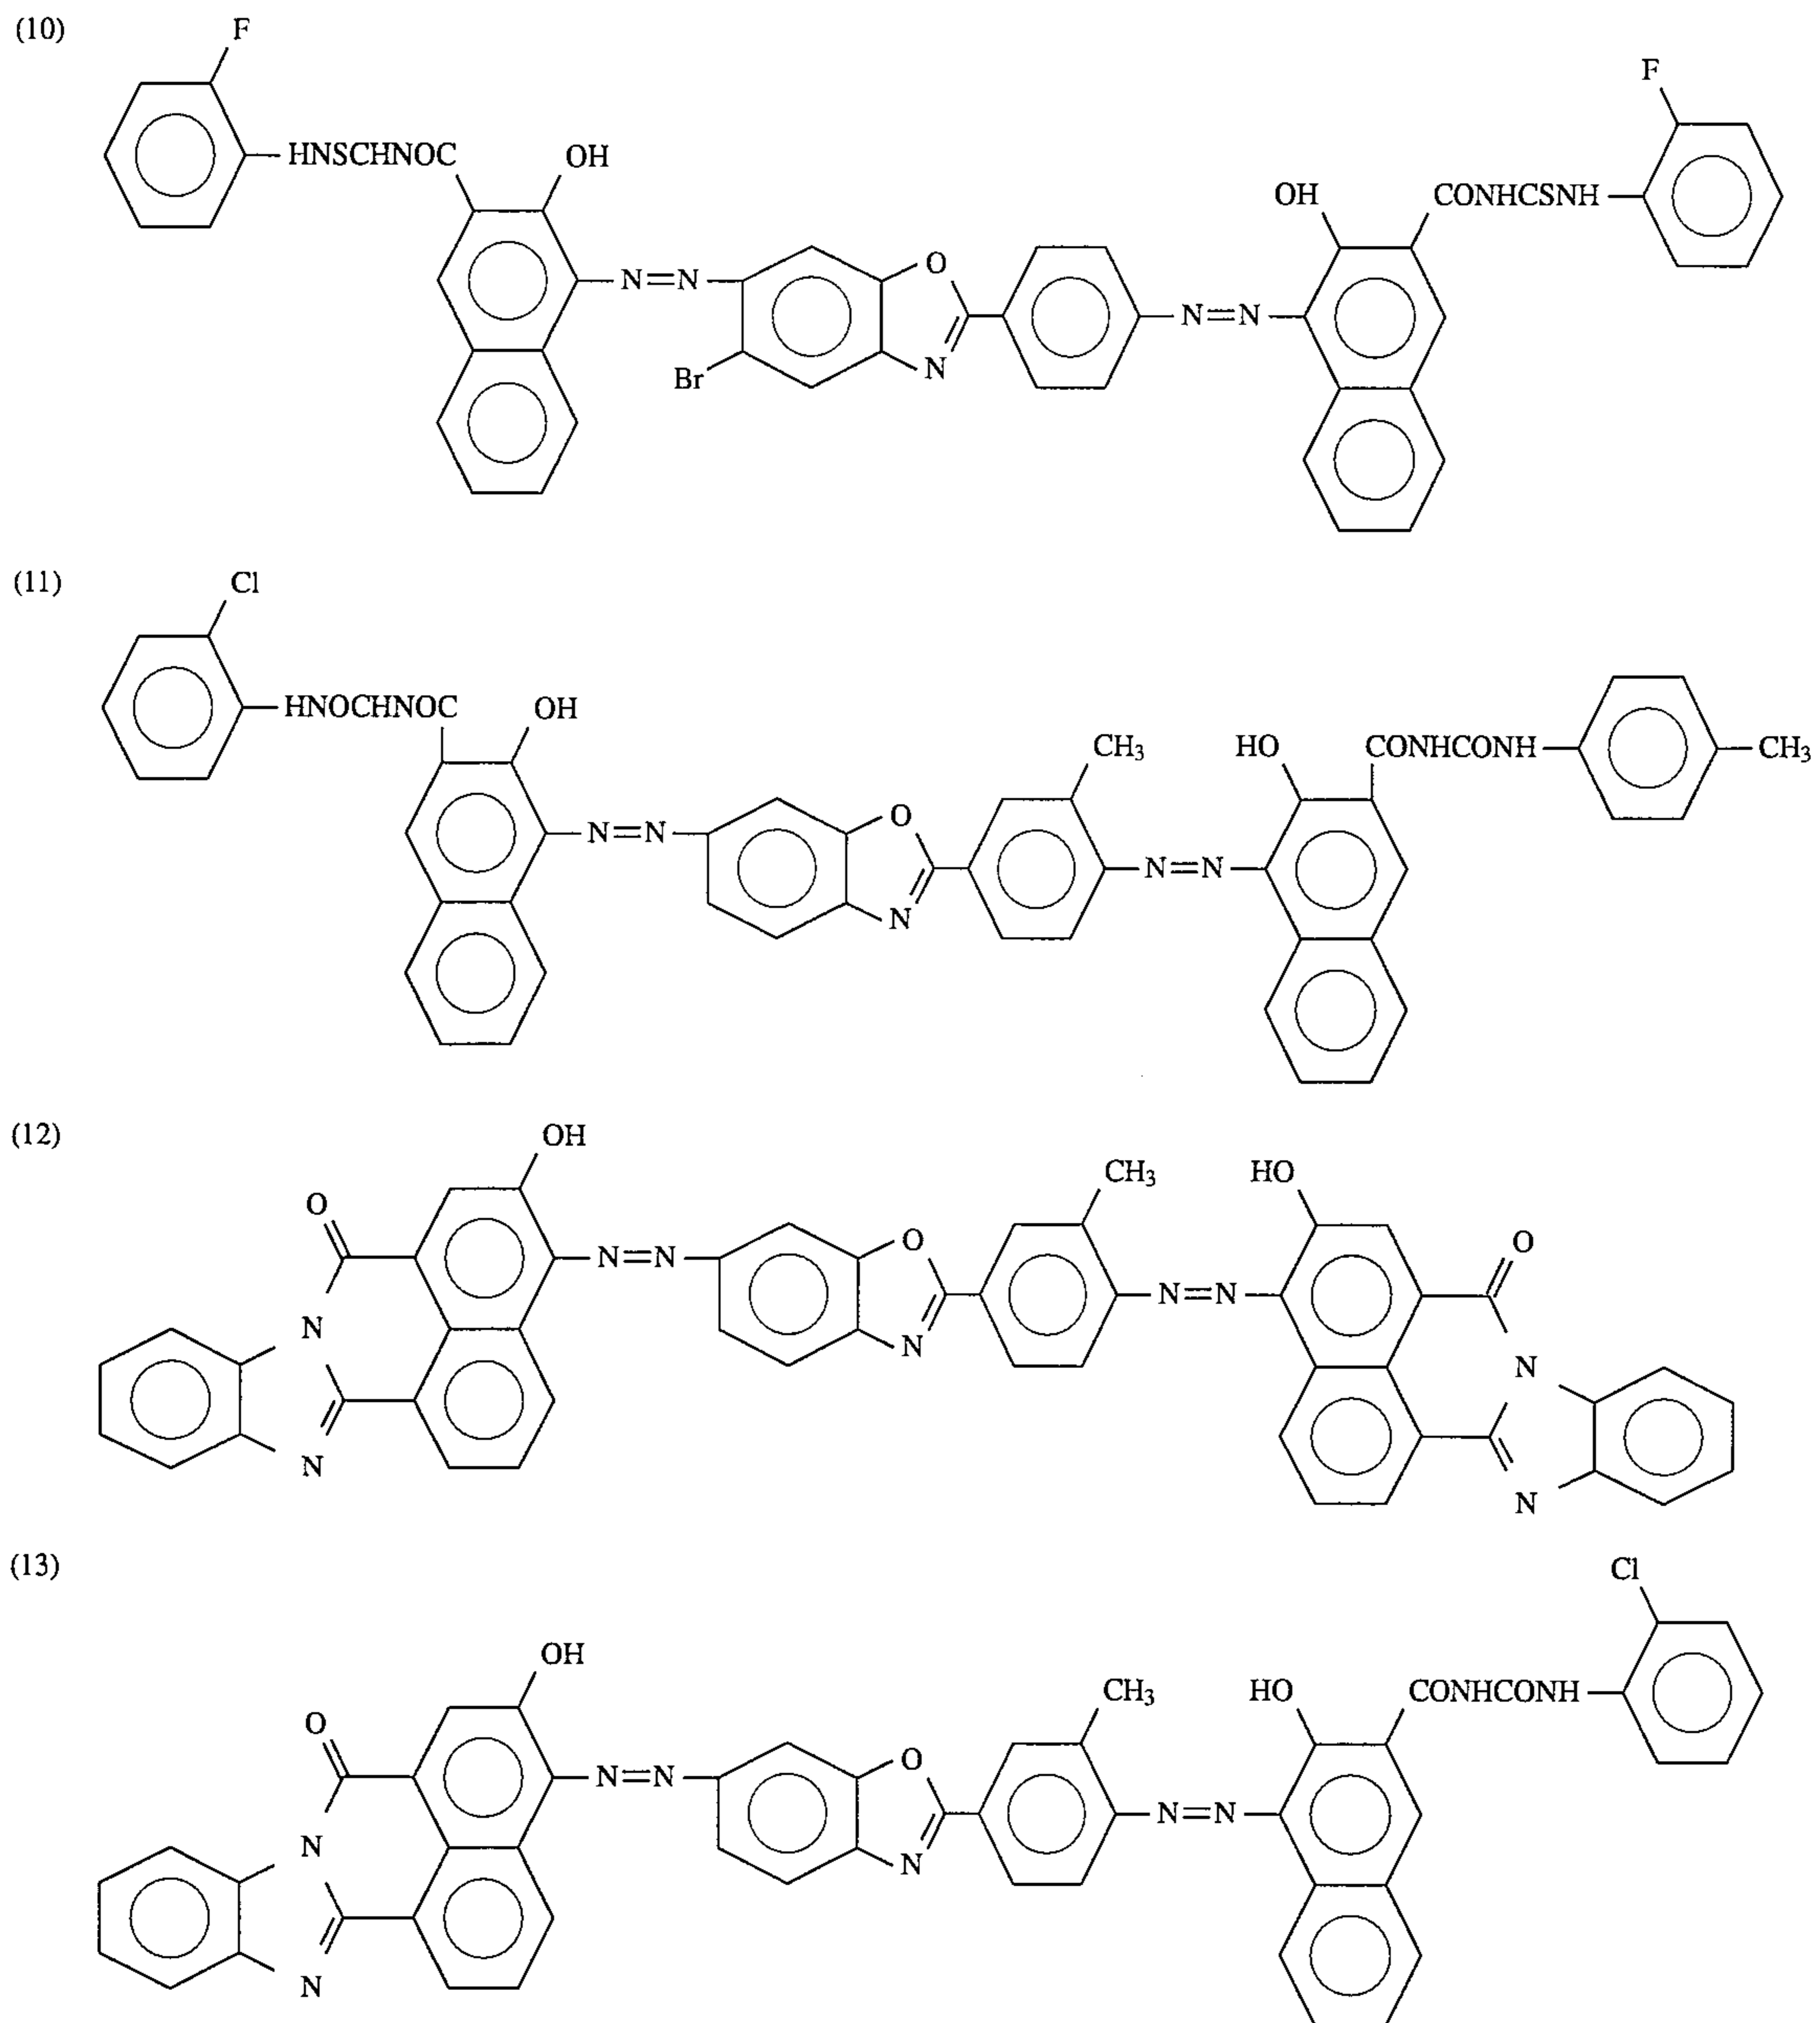 (10)
F
F
HNSCHNOC OH
OH CONHCSNH
N=N O
N=N
Br N
(11) Cl
HNOCHNOC OH
CH3 HO CONHCONH CH3
N=N O
N=N
N
(12) OH
CH3 HO
O
N=N O O
N=N
N
N N
N N
(13) Cl
OH
CH3 HO CONHCONH
O
N=N O
N=N
N N
N